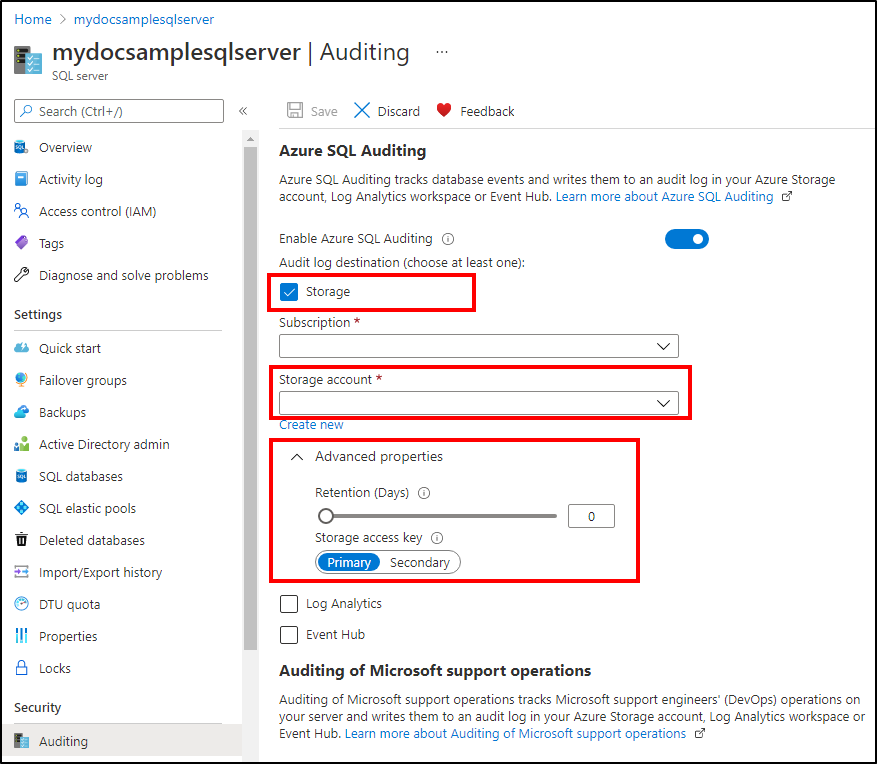 Home > mydocsamplesqlserver
mydocsamplesqlserver | Auditing ...
SQL server
Search (Ctrl+/) «
Overview
Activity log
Access control (IAM)
Tags
Diagnose and solve problems
Settings
Quick start
Failover groups
Backups
Active Directory admin
SQL databases
SQL elastic pools
Deleted databases
Import/Export history
DTU quota
Properties
Locks
Security
Auditing
Save Discard Feedback
Azure SQL Auditing
Azure SQL Auditing tracks database events and writes them to an audit log in your Azure Storage
account, Log Analytics workspace or Event Hub. Learn more about Azure SQL Auditing
Enable Azure SQL Auditing
Audit log destination (choose at least one):
Storage
Subscription *
Storage account *
Create new
Advanced properties
Retention (Days)
0
Storage access key
Primary Secondary
Log Analytics
Event Hub
Auditing of Microsoft support operations
Auditing of Microsoft support operations tracks Microsoft support engineers' (DevOps) operations on
your server and writes them to an audit log in your Azure Storage account, Log Analytics workspace or
Event Hub. Learn more about Auditing of Microsoft support operations